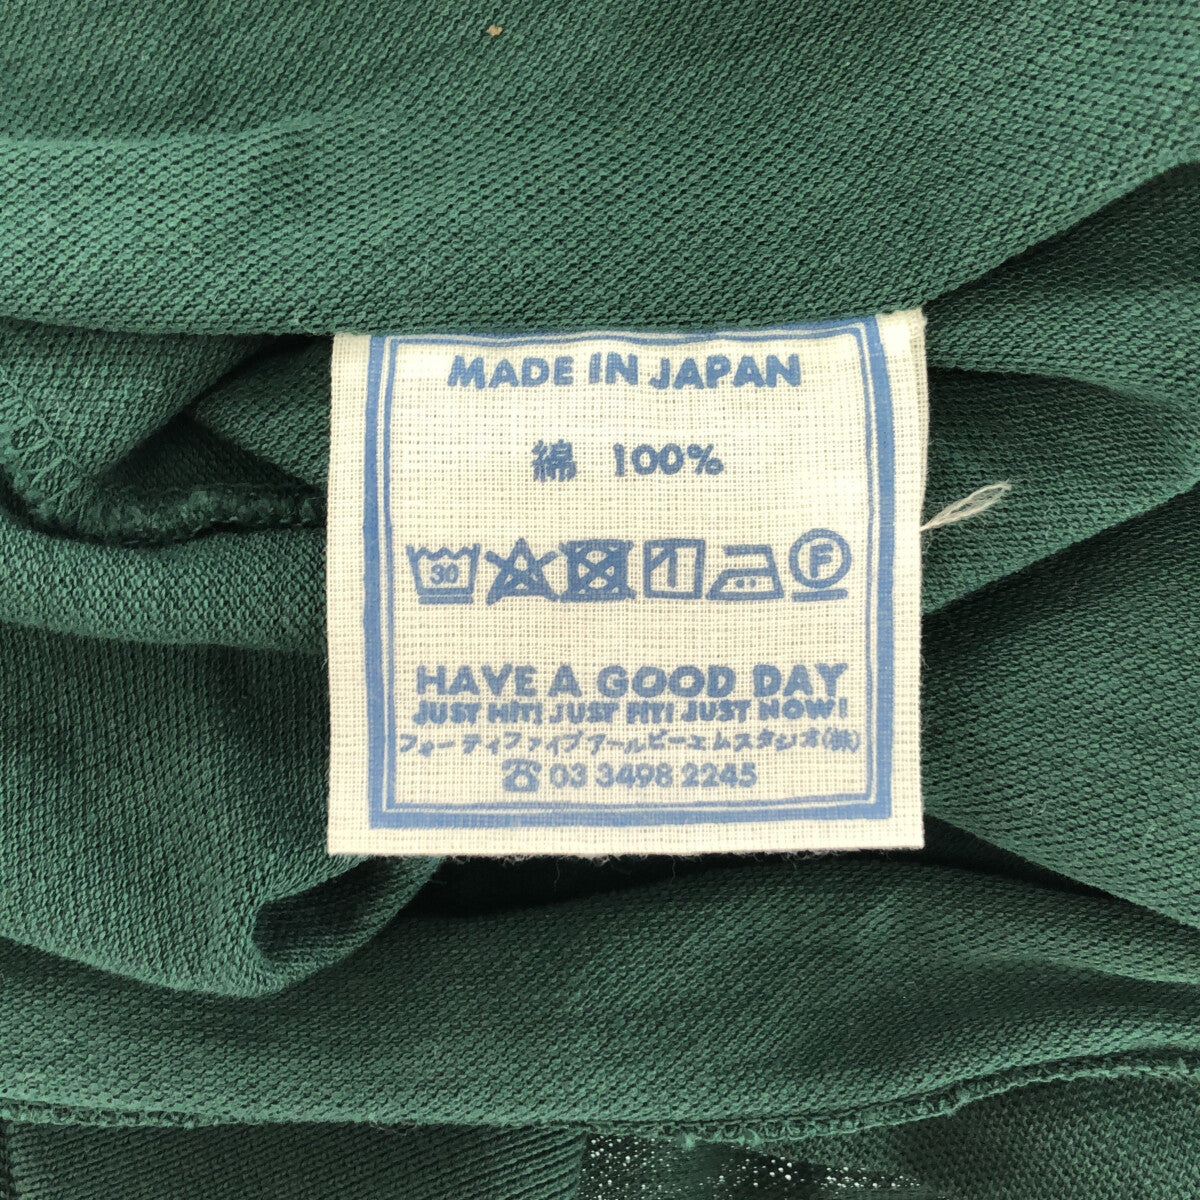 MADE IN JAPAN
綿 100%
30 F
HAVE A GOOD DAY
JUST HIT! JUST FIT! JUST NOW!
フォーティファイブアールピーエムスタジオ(株)
☎ 03 3498 2245